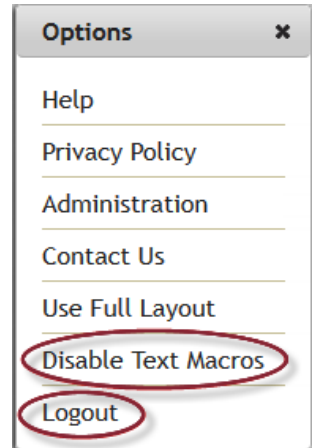 Options ×
Help
Privacy Policy
Administration
Contact Us
Use Full Layout
Disable Text Macros
Logout